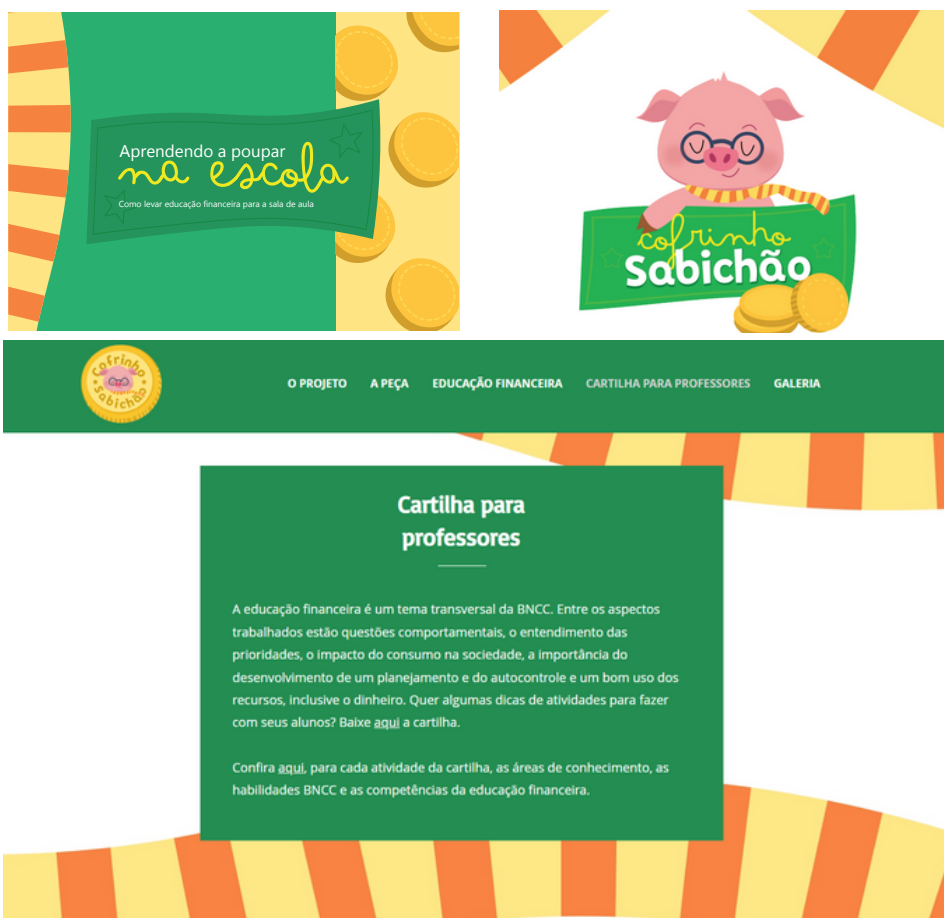 Aprendendo a poupar
na escola
Como levar educação financeira para a sala de aula
cofrinho
Sabichão
Cofrinho
Sabichão
O PROJETO
A PEÇA
EDUCAÇÃO FINANCEIRA
CARTILHA PARA PROFESSORES
GALERIA
Cartilha para
professores
A educação financeira é um tema transversal da BNCC. Entre os aspectos
trabalhados estão questões comportamentais, o entendimento das
prioridades, o impacto do consumo na sociedade, a importância do
desenvolvimento de um planejamento e do autocontrole e um bom uso dos
recursos, inclusive o dinheiro. Quer algumas dicas de atividades para fazer
com seus alunos? Baixe aqui a cartilha.
Confira aqui, para cada atividade da cartilha, as áreas de conhecimento, as
habilidades BNCC e as competências da educação financeira.